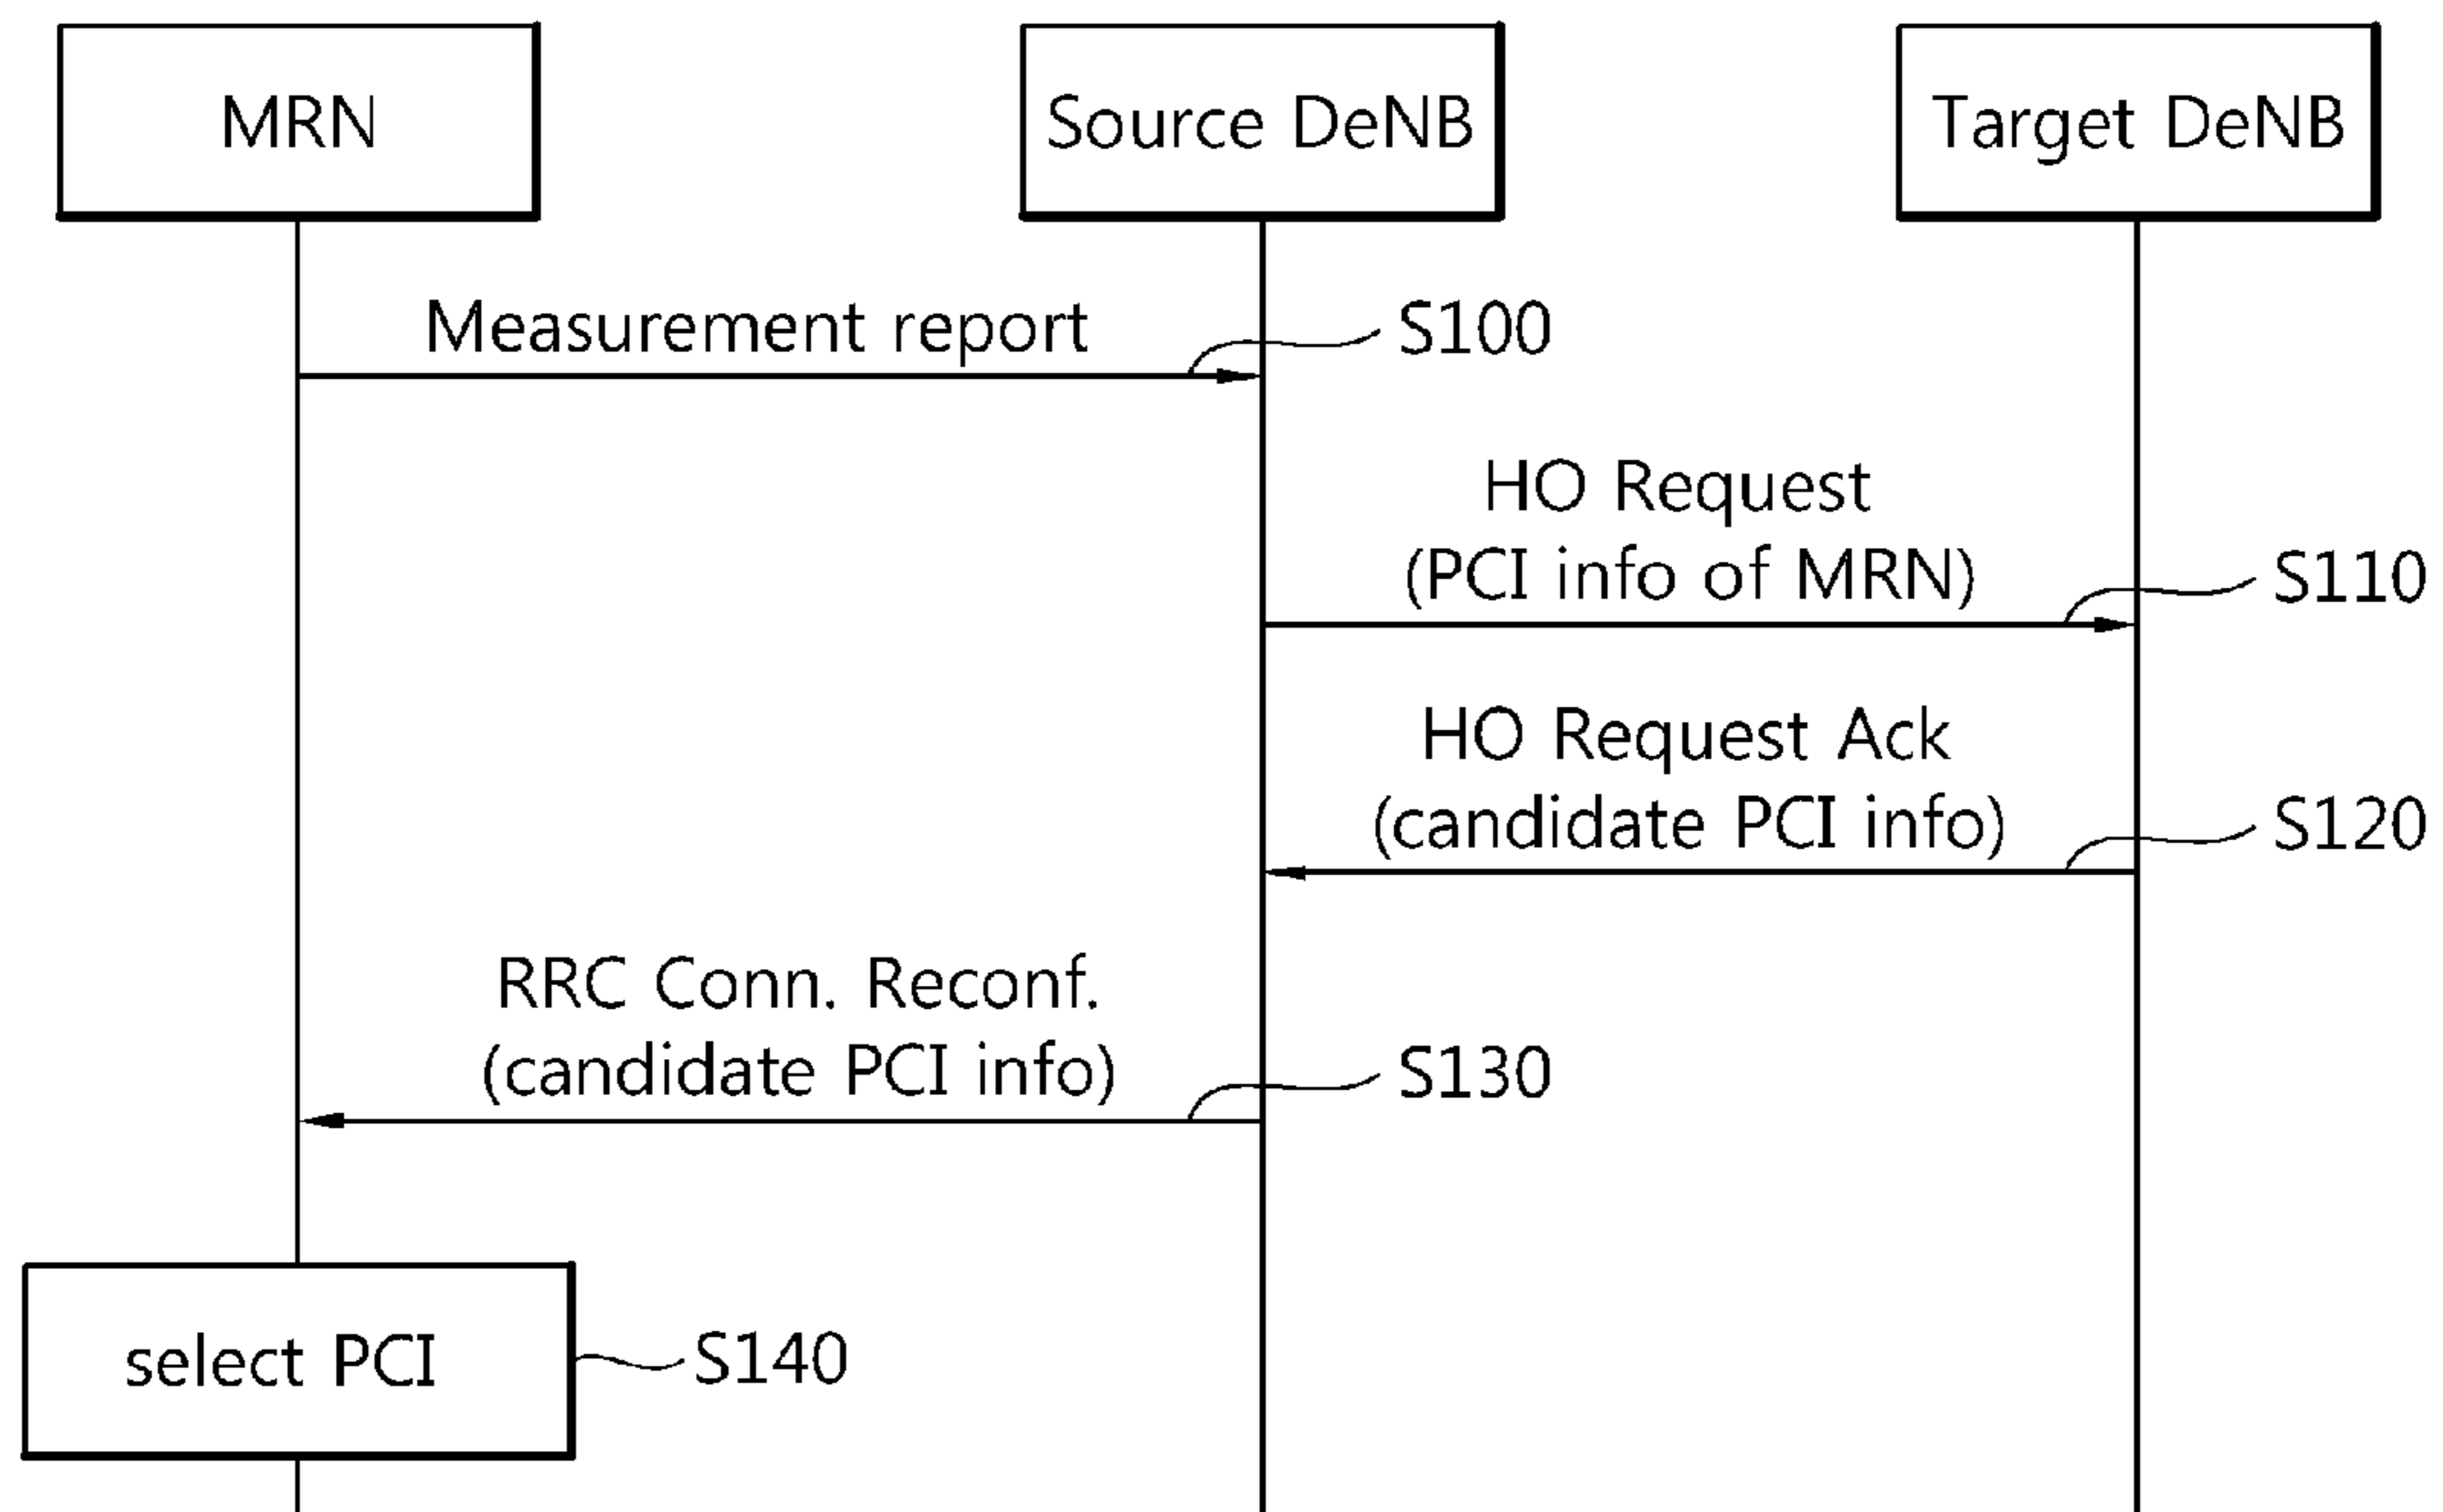 MRN
Source DeNB
Target DeNB
Measurement report
S100
HO Request
(PCI info of MRN)
S110
HO Request Ack
(candidate PCI info)
S120
RRC Conn. Reconf.
(candidate PCI info)
S130
select PCI
S140